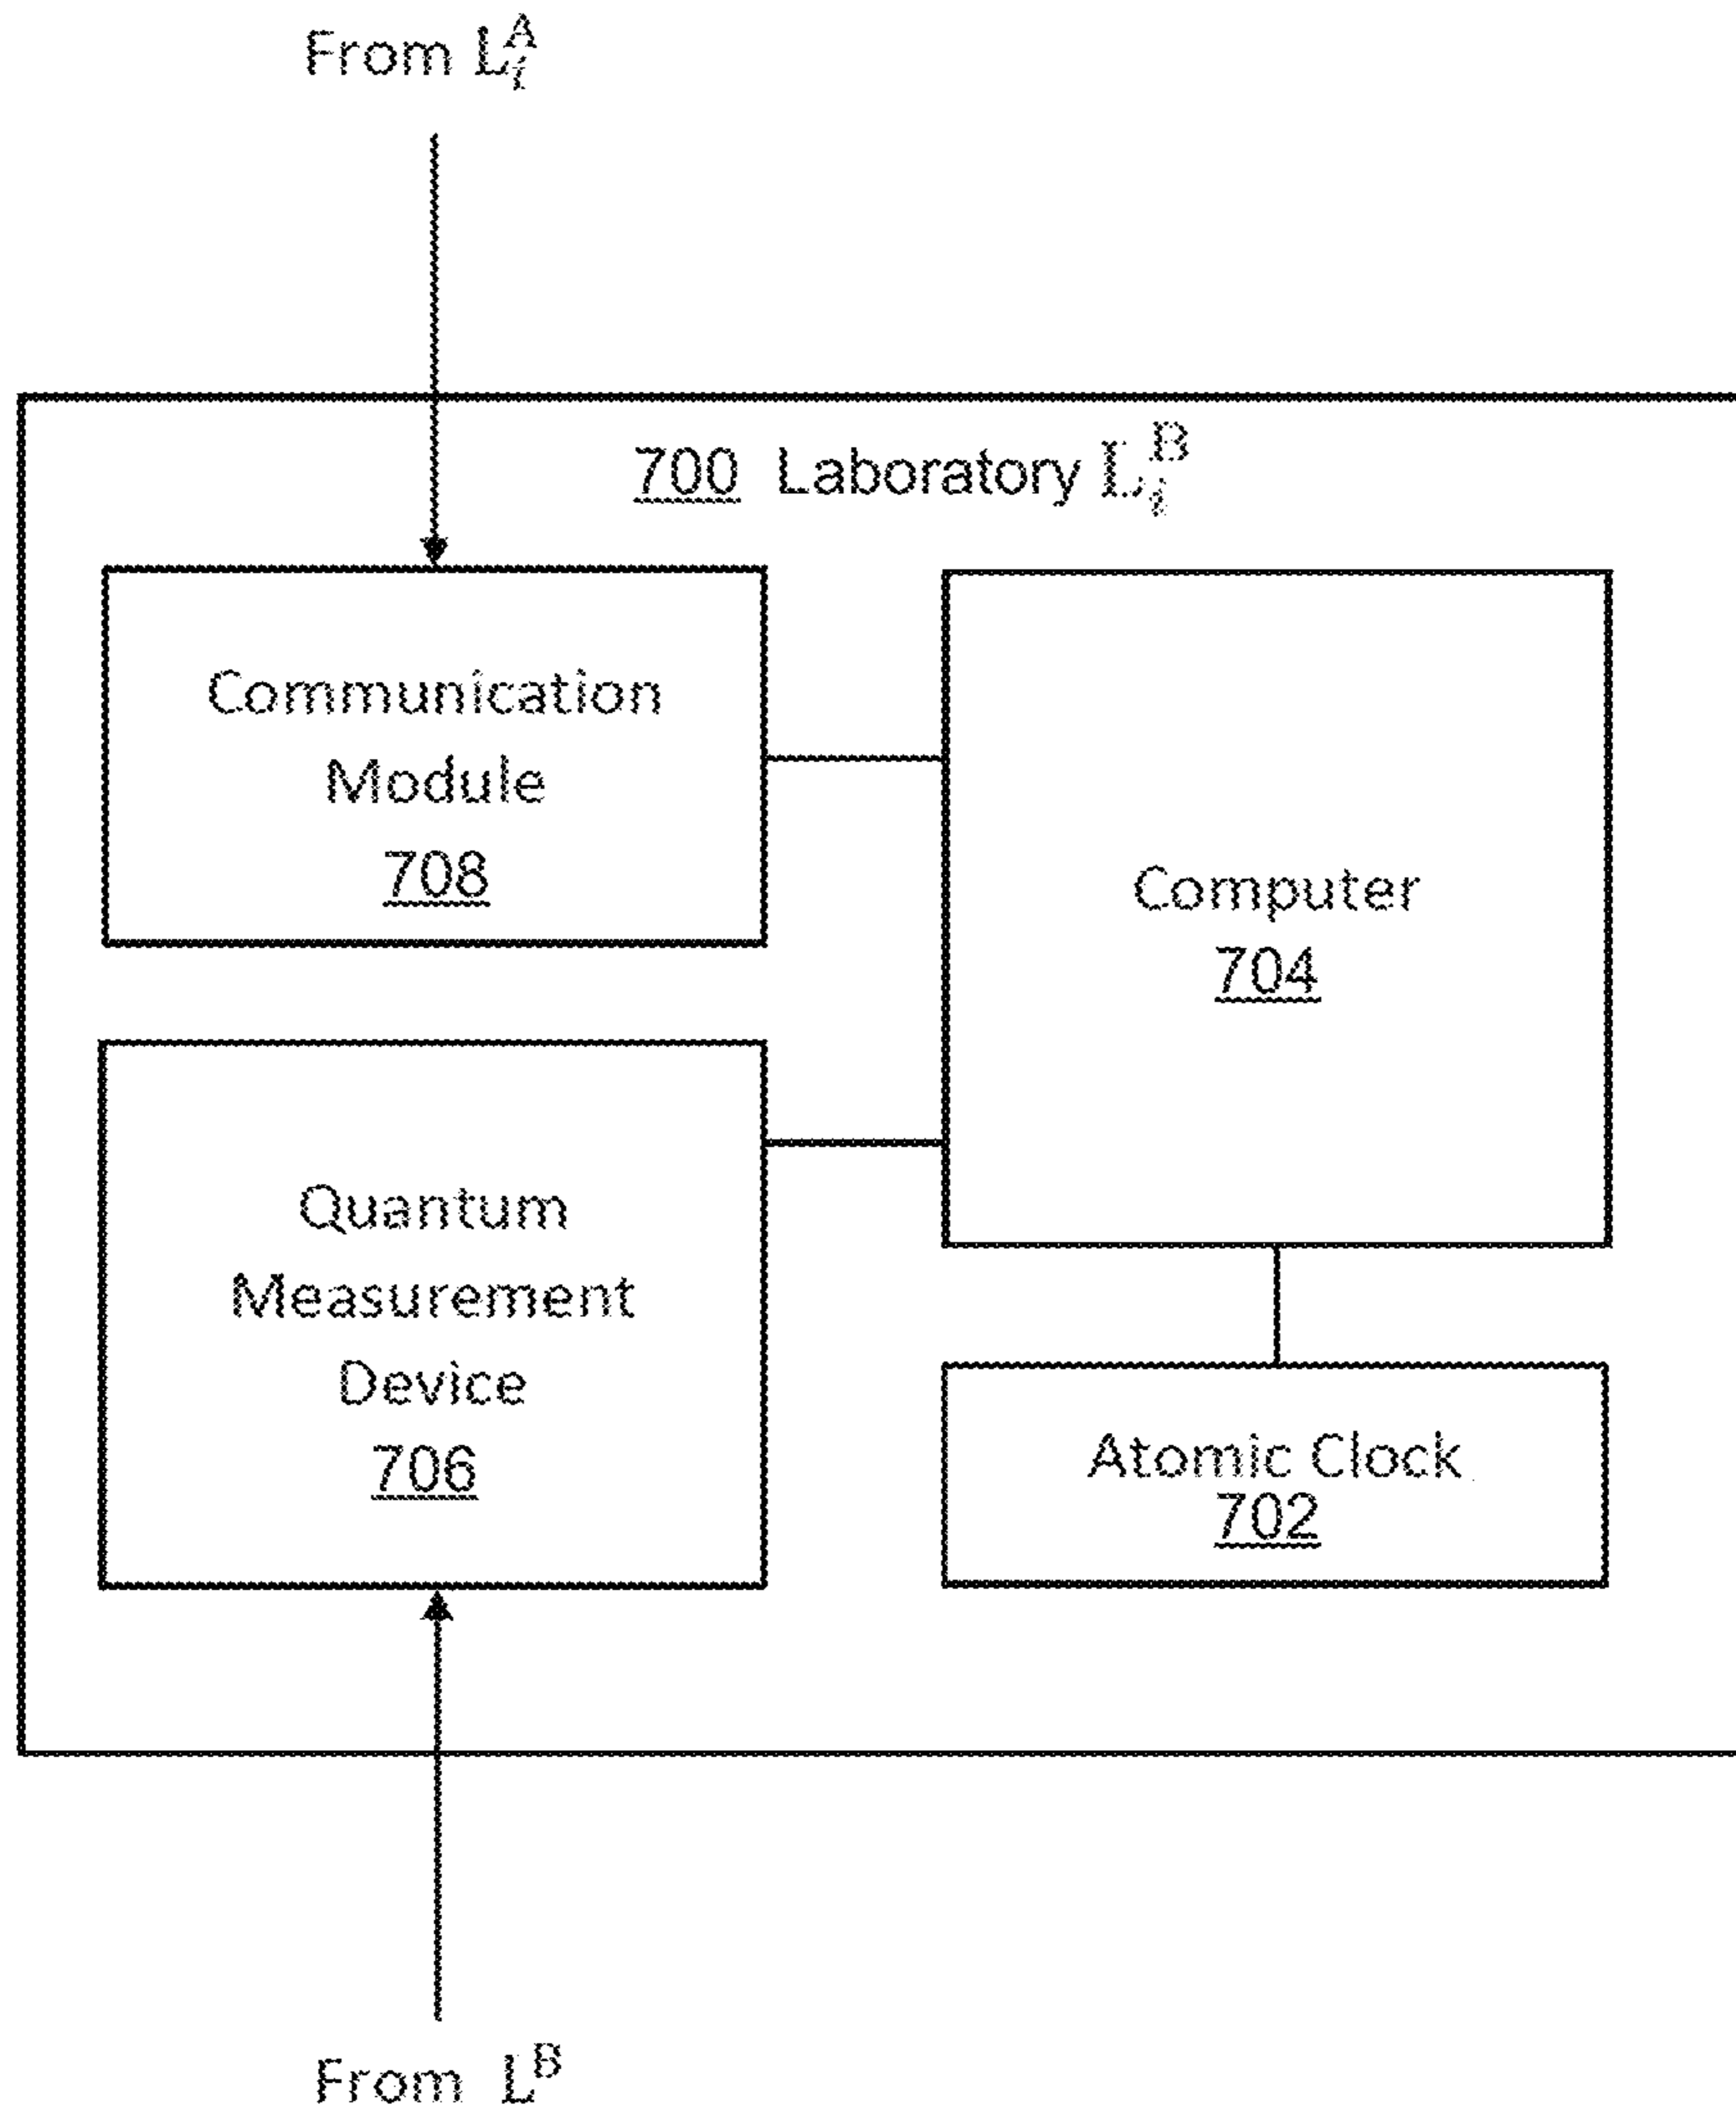 From L_i^A
700 Laboratory L_i^B
Communication
Module
708
Computer
704
Quantum
Measurement
Device
706
Atomic Clock
702
From L^B